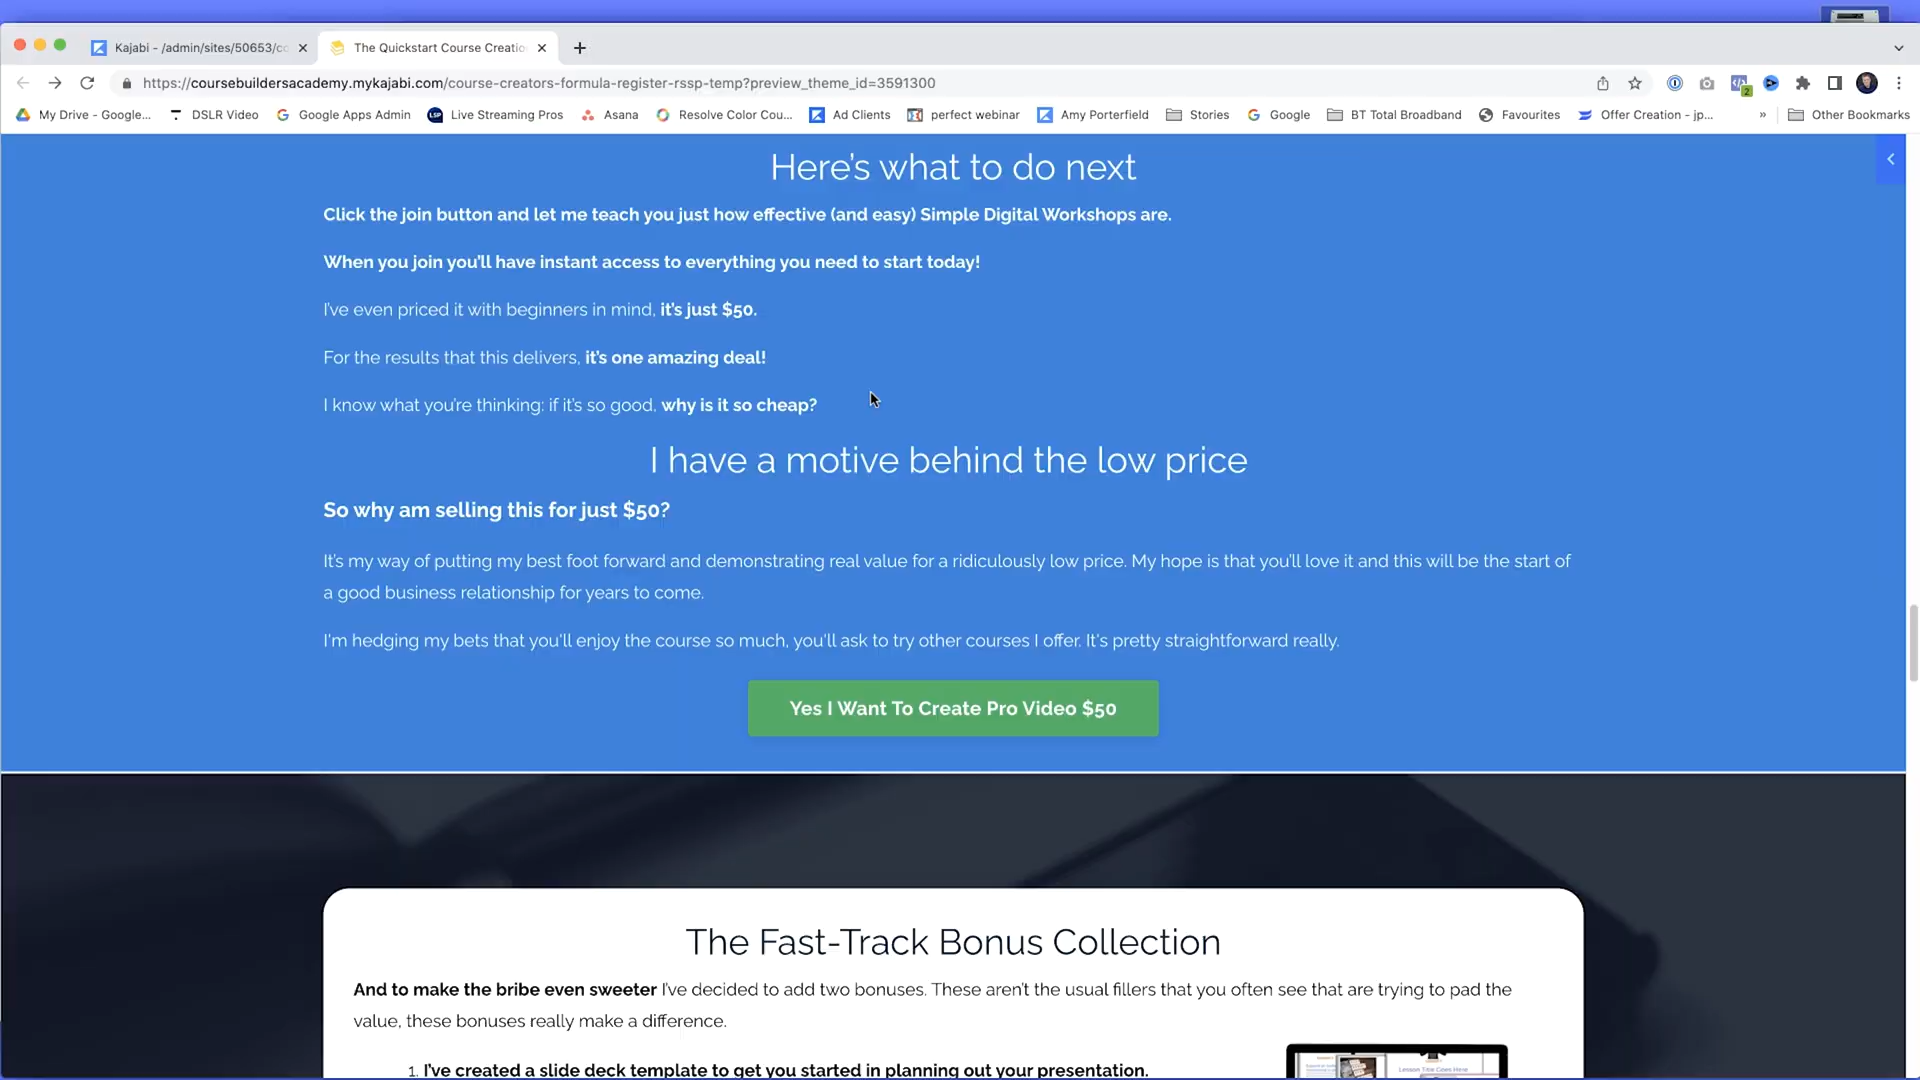 Kajabi - /admin/sites/50653/co
The Quickstart Course Creatio
https://coursebuildersacademy.mykajabi.com/course-creators-formula-register-rssp-temp?preview_theme_id=3591300
2
My Drive - Google...
DSLR Video
Google Apps Admin
LSP
Live Streaming Pros
Asana
Resolve Color Cou...
Ad Clients
perfect webinar
Amy Porterfield
Stories
Google
BT Total Broadband
Favourites
Offer Creation - jp...
»
Other Bookmarks
Here's what to do next
Click the join button and let me teach you just how effective (and easy) Simple Digital Workshops are.
When you join you'll have instant access to everything you need to start today!
I've even priced it with beginners in mind, it's just $50.
For the results that this delivers, it's one amazing deal!
I know what you're thinking: if it's so good, why is it so cheap?
I have a motive behind the low price
So why am selling this for just $50?
It's my way of putting my best foot forward and demonstrating real value for a ridiculously low price. My hope is that you'll love it and this will be the start of
a good business relationship for years to come.
I'm hedging my bets that you'll enjoy the course so much, you'll ask to try other courses I offer. It's pretty straightforward really.
Yes I Want To Create Pro Video $50
The Fast-Track Bonus Collection
And to make the bribe even sweeter I've decided to add two bonuses. These aren't the usual fillers that you often see that are trying to pad the
value, these bonuses really make a difference.
1. I've created a slide deck template to get you started in planning out your presentation.
Lesson Title Goes Here